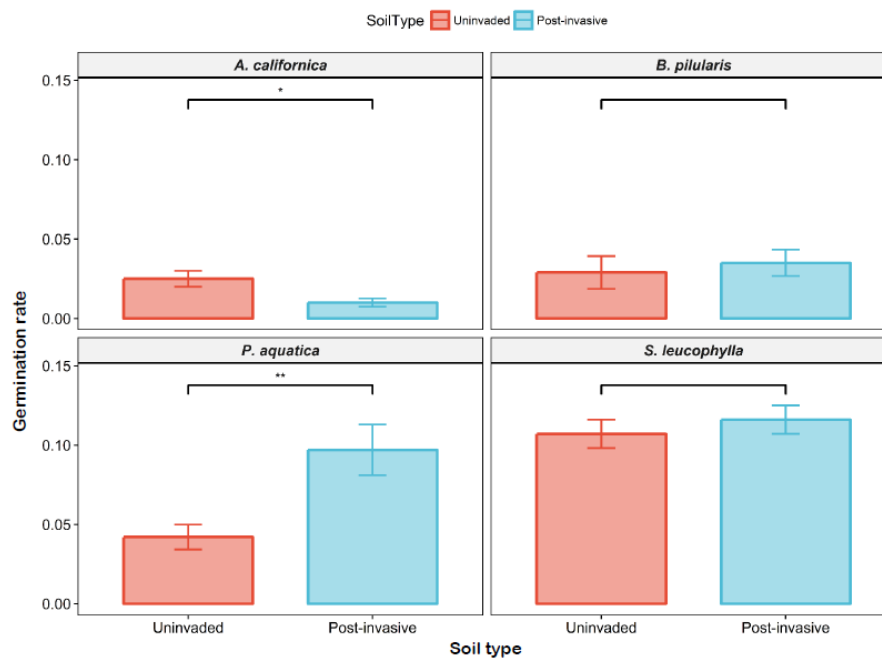 SoilType Uninvaded Post-invasive
A. californica
B. pilularis
0.15
0.10
0.05
0.00
*
P. aquatica
S. leucophylla
0.15
0.10
0.05
0.00
**
Germination rate
Uninvaded Post-invasive
Uninvaded Post-invasive
Soil type